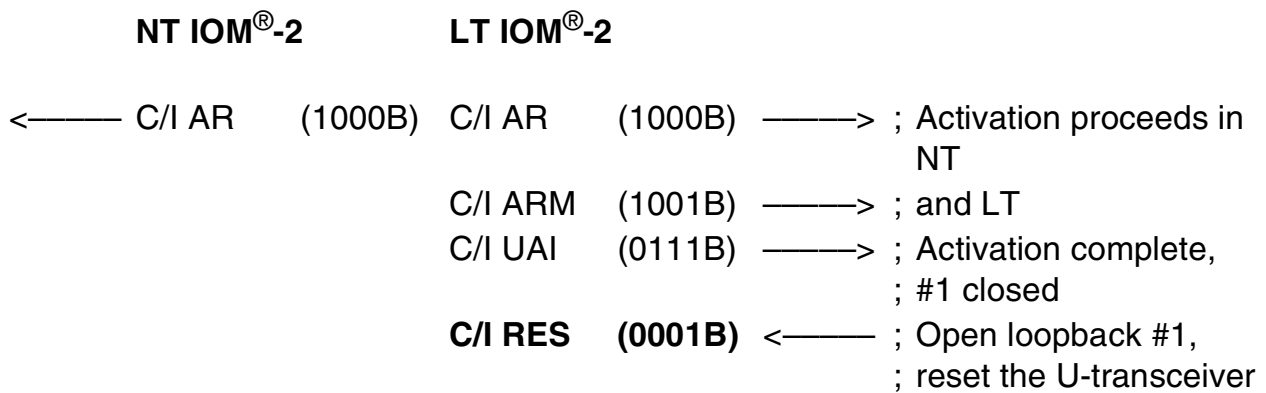 NT IOM®-2 LT IOM®-2
<––––– C/I AR (1000B) C/I AR (1000B) –––––> ; Activation proceeds in
NT
C/I ARM (1001B) –––––> ; and LT
C/I UAI (0111B) –––––> ; Activation complete,
; #1 closed
C/I RES (0001B) <––––– ; Open loopback #1,
; reset the U-transceiver